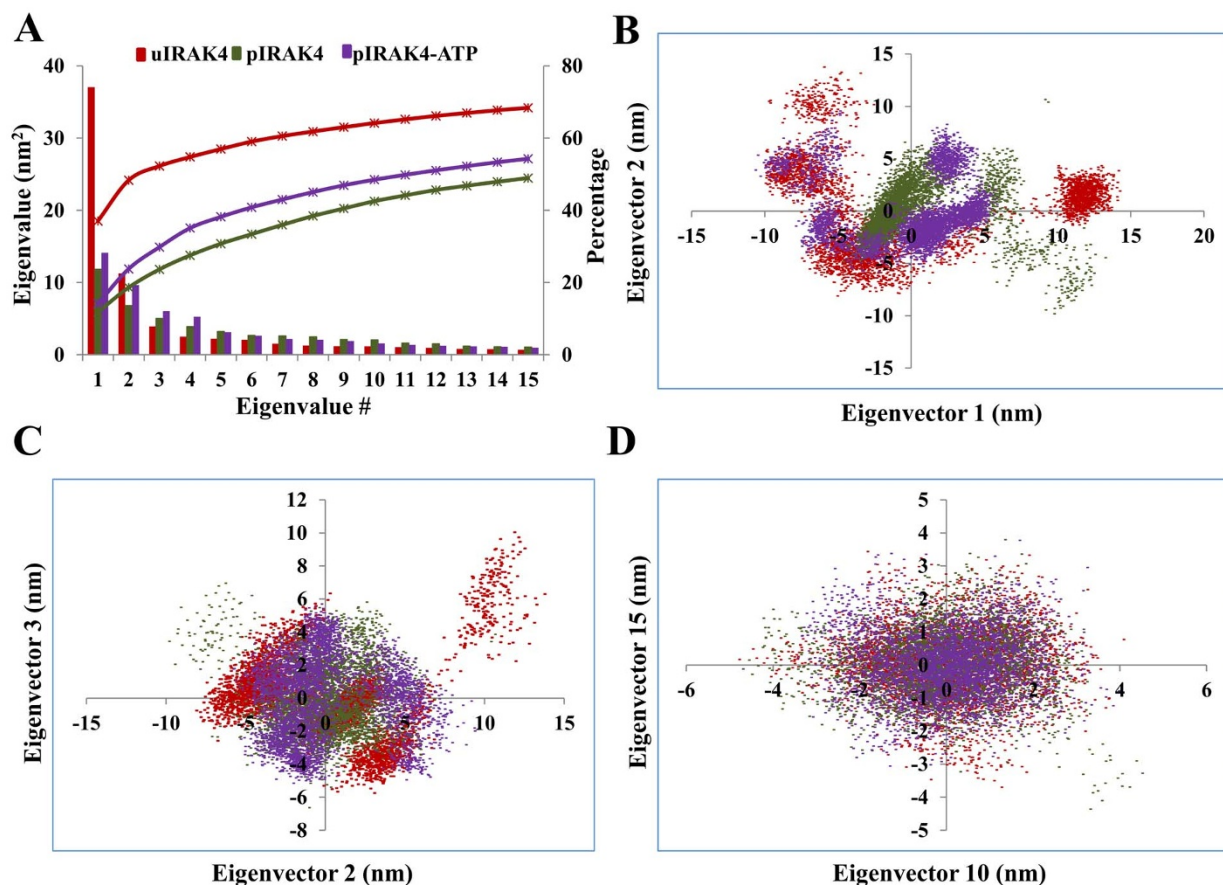 A
uIRAK4 pIRAK4 pIRAK4-ATP
40
30
20
10
0
Eigenvalue (nm²)
80
60
40
20
0
Percentage
1 2 3 4 5 6 7 8 9 10 11 12 13 14 15
Eigenvalue #
B
Eigenvector 2 (nm)
15
10
5
0
-5
-10
-15
-15 -10 -5 0 5 10 15 20
Eigenvector 1 (nm)
C
Eigenvector 3 (nm)
12
10
8
6
4
2
0
-2
-4
-6
-8
-15 -10 -5 0 5 10 15
Eigenvector 2 (nm)
D
Eigenvector 15 (nm)
5
4
3
2
1
0
-1
-2
-3
-4
-5
-6 -4 -2 0 2 4 6
Eigenvector 10 (nm)